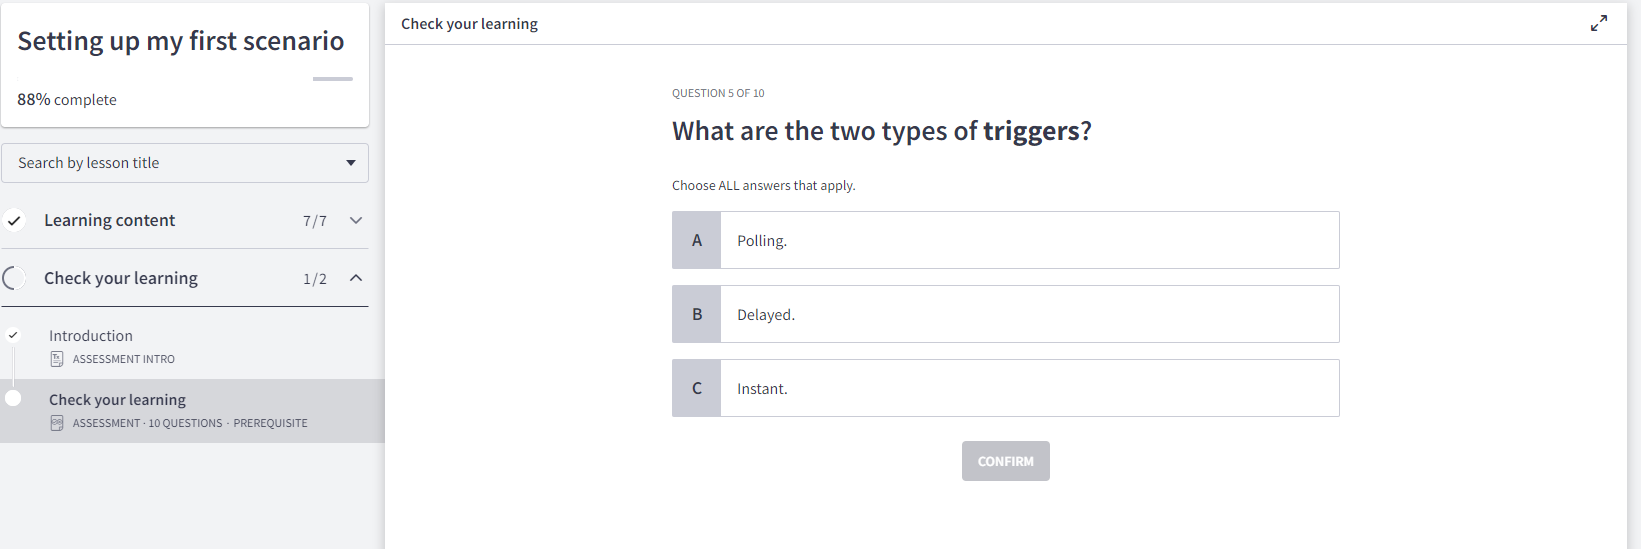 Setting up my first scenario
88% complete
Search by lesson title
Learning content 7/7
Check your learning 1/2
Introduction
ASSESSMENT INTRO
Check your learning
ASSESSMENT · 10 QUESTIONS · PREREQUISITE
Check your learning
QUESTION 5 OF 10
What are the two types of triggers?
Choose ALL answers that apply.
A Polling.
B Delayed.
C Instant.
CONFIRM